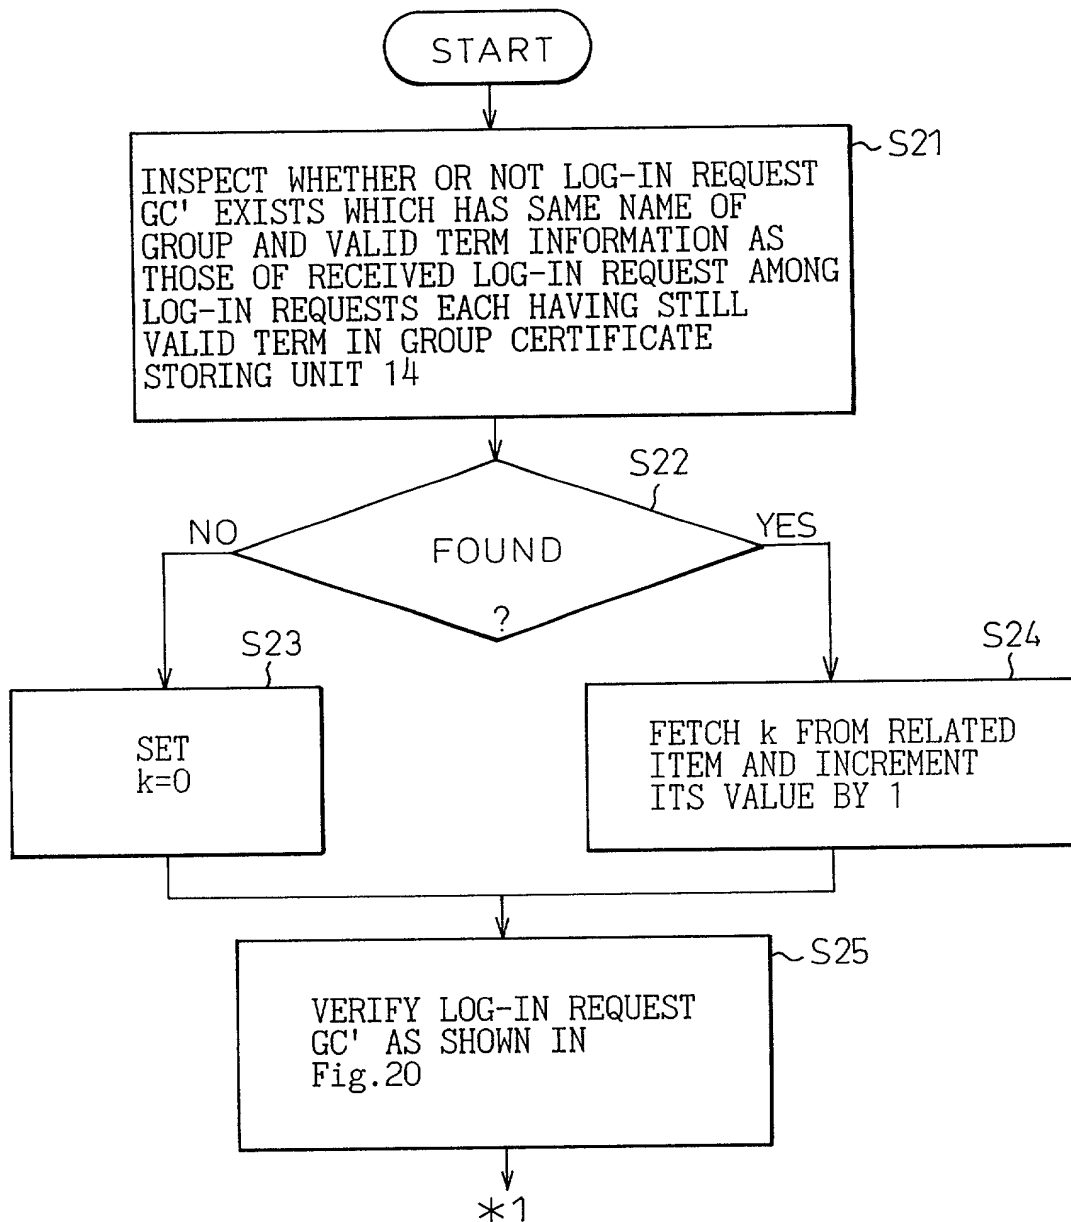 START
S21
INSPECT WHETHER OR NOT LOG-IN REQUEST
GC' EXISTS WHICH HAS SAME NAME OF
GROUP AND VALID TERM INFORMATION AS
THOSE OF RECEIVED LOG-IN REQUEST AMONG
LOG-IN REQUESTS EACH HAVING STILL
VALID TERM IN GROUP CERTIFICATE
STORING UNIT 14
S22
NO
FOUND
?
YES
S23
SET
k=0
S24
FETCH k FROM RELATED
ITEM AND INCREMENT
ITS VALUE BY 1
S25
VERIFY LOG-IN REQUEST
GC' AS SHOWN IN
Fig.20
*1